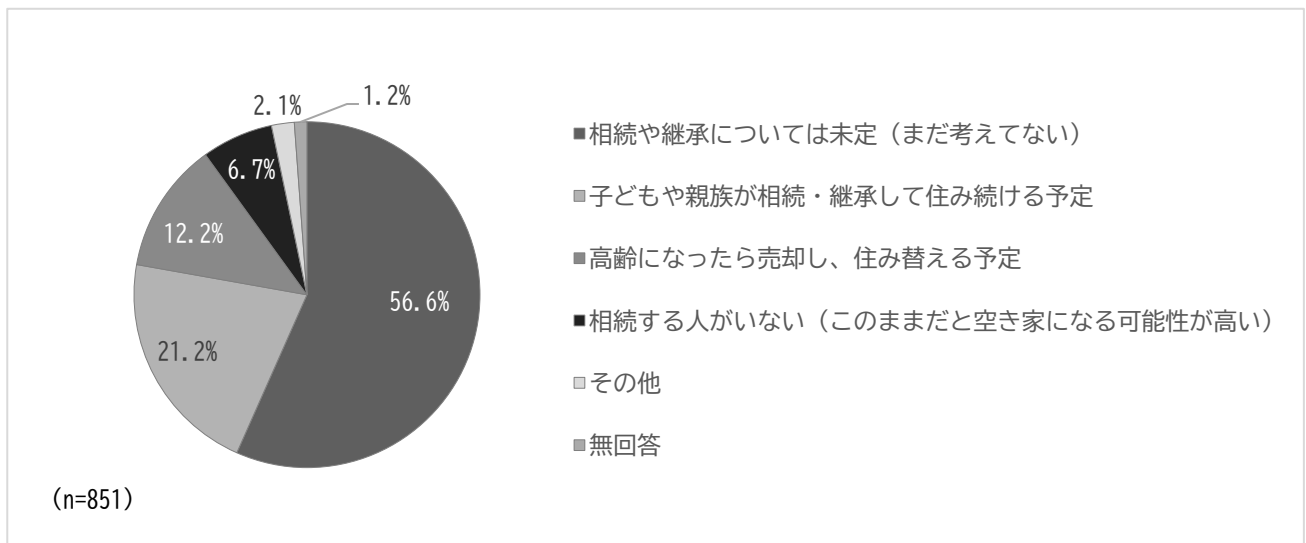 2.1%
1.2%
6.7%
12.2%
21.2%
56.6%
相続や継承については未定（まだ考えてない）
子どもや親族が相続・継承して住み続ける予定
高齢になったら売却し、住み替える予定
相続する人がいない（このままだと空き家になる可能性が高い）
その他
無回答
(n=851)